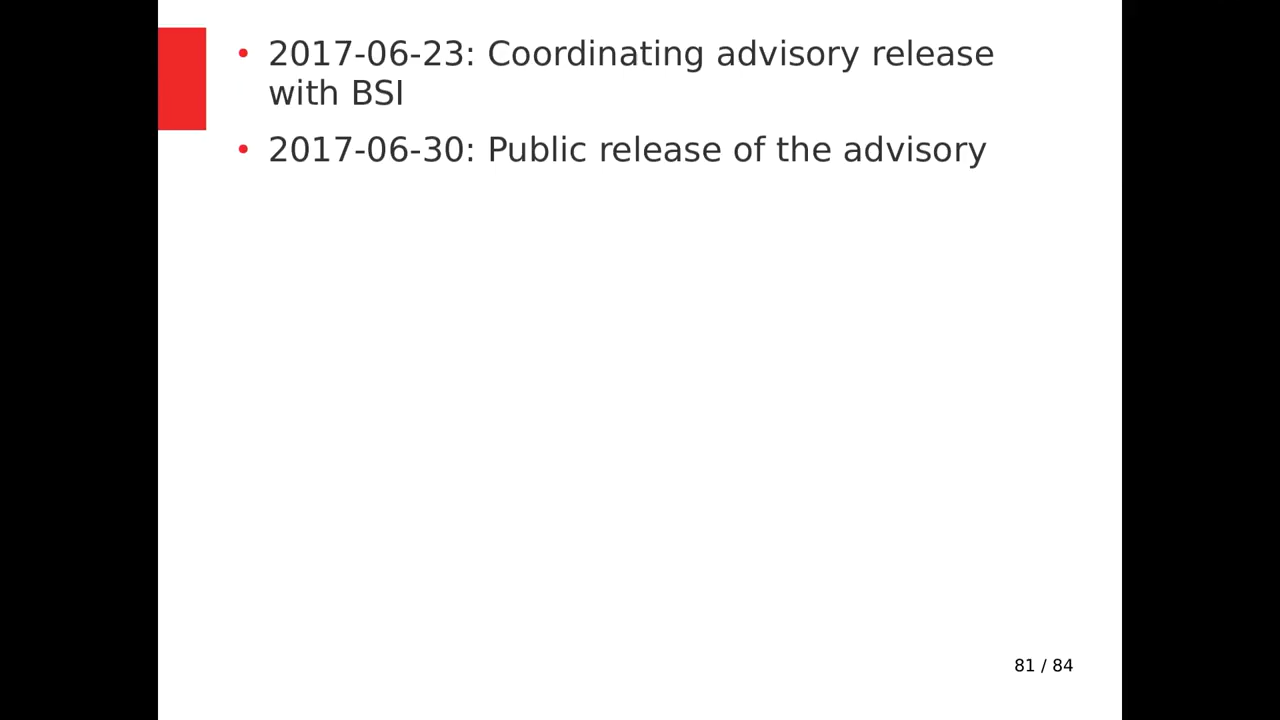 • 2017-06-23: Coordinating advisory release
with BSI
• 2017-06-30: Public release of the advisory
81 / 84